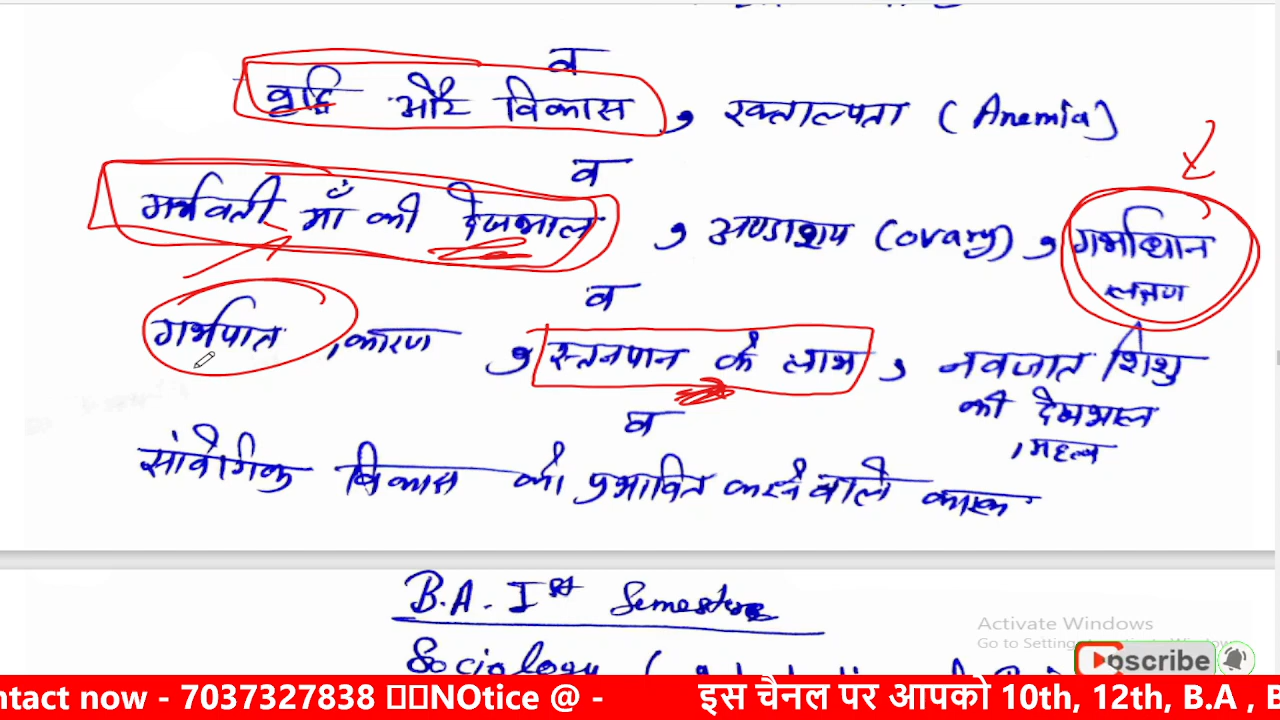 व
वृद्धि और विकास , रक्ताल्पता (Anemia)
व
गर्भवती माँ की देखभाल , अण्डाशय (ovary) , गर्भाधान
लक्षण
व
गर्भपात , कारण , स्तनपान के लाभ , नवजात शिशु
की देखभाल
, महत्व
व
सांवेगिक विकास को प्रभावित करने वाले कारक
B.A. Ist Semester
Sociology (
Activate Windows
Go to Setting
bscribe
ntact now - 7037327838 NOtice @ - इस चैनल पर आपको 10th, 12th, B.A , B